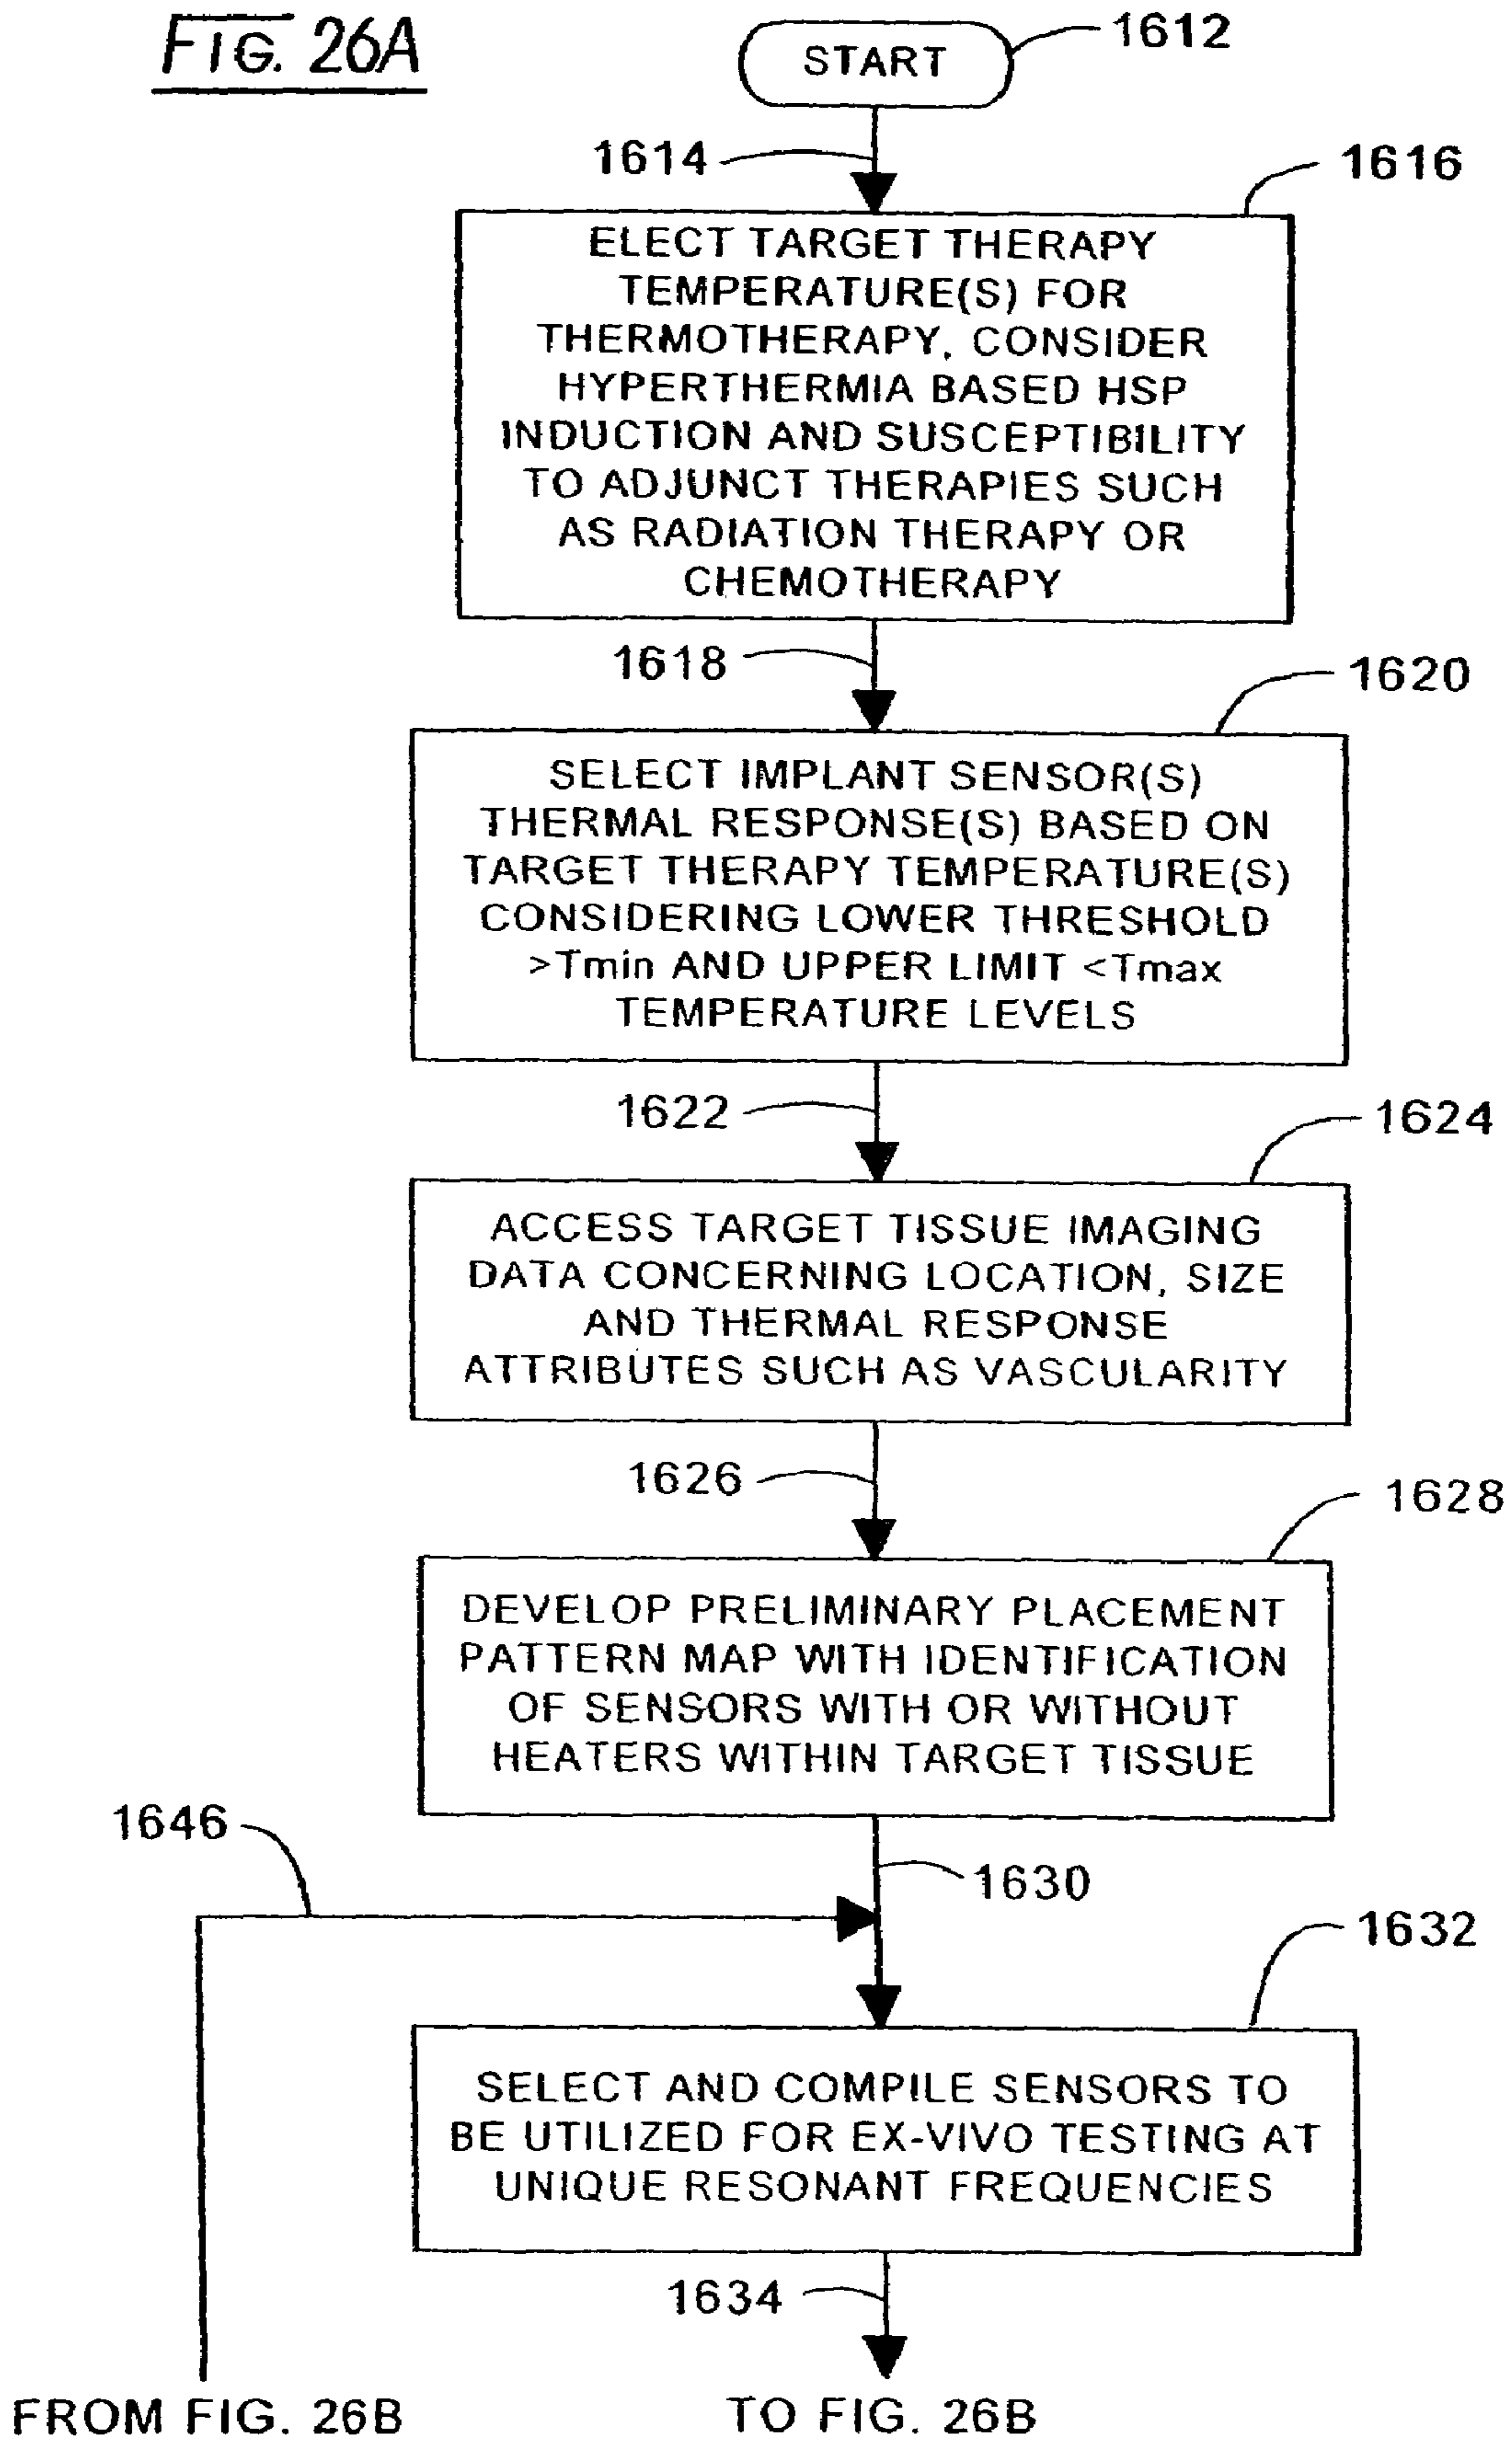 FIG. 26A
START
1612
1614
1616
ELECT TARGET THERAPY
TEMPERATURE(S) FOR
THERMOTHERAPY, CONSIDER
HYPERTHERMIA BASED HSP
INDUCTION AND SUSCEPTIBILITY
TO ADJUNCT THERAPIES SUCH
AS RADIATION THERAPY OR
CHEMOTHERAPY
1618
1620
SELECT IMPLANT SENSOR(S)
THERMAL RESPONSE(S) BASED ON
TARGET THERAPY TEMPERATURE(S)
CONSIDERING LOWER THRESHOLD
>Tmin AND UPPER LIMIT <Tmax
TEMPERATURE LEVELS
1622
1624
ACCESS TARGET TISSUE IMAGING
DATA CONCERNING LOCATION, SIZE
AND THERMAL RESPONSE
ATTRIBUTES SUCH AS VASCULARITY
1626
1628
DEVELOP PRELIMINARY PLACEMENT
PATTERN MAP WITH IDENTIFICATION
OF SENSORS WITH OR WITHOUT
HEATERS WITHIN TARGET TISSUE
1646
1630
1632
SELECT AND COMPILE SENSORS TO
BE UTILIZED FOR EX-VIVO TESTING AT
UNIQUE RESONANT FREQUENCIES
1634
FROM FIG. 26B
TO FIG. 26B